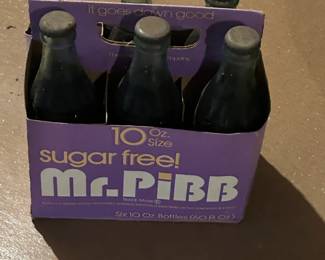 it goes down good
10 oz.
size
sugar free!
Mr. PiBB
Six 10 Oz. Bottles (60 Fl. Oz.)